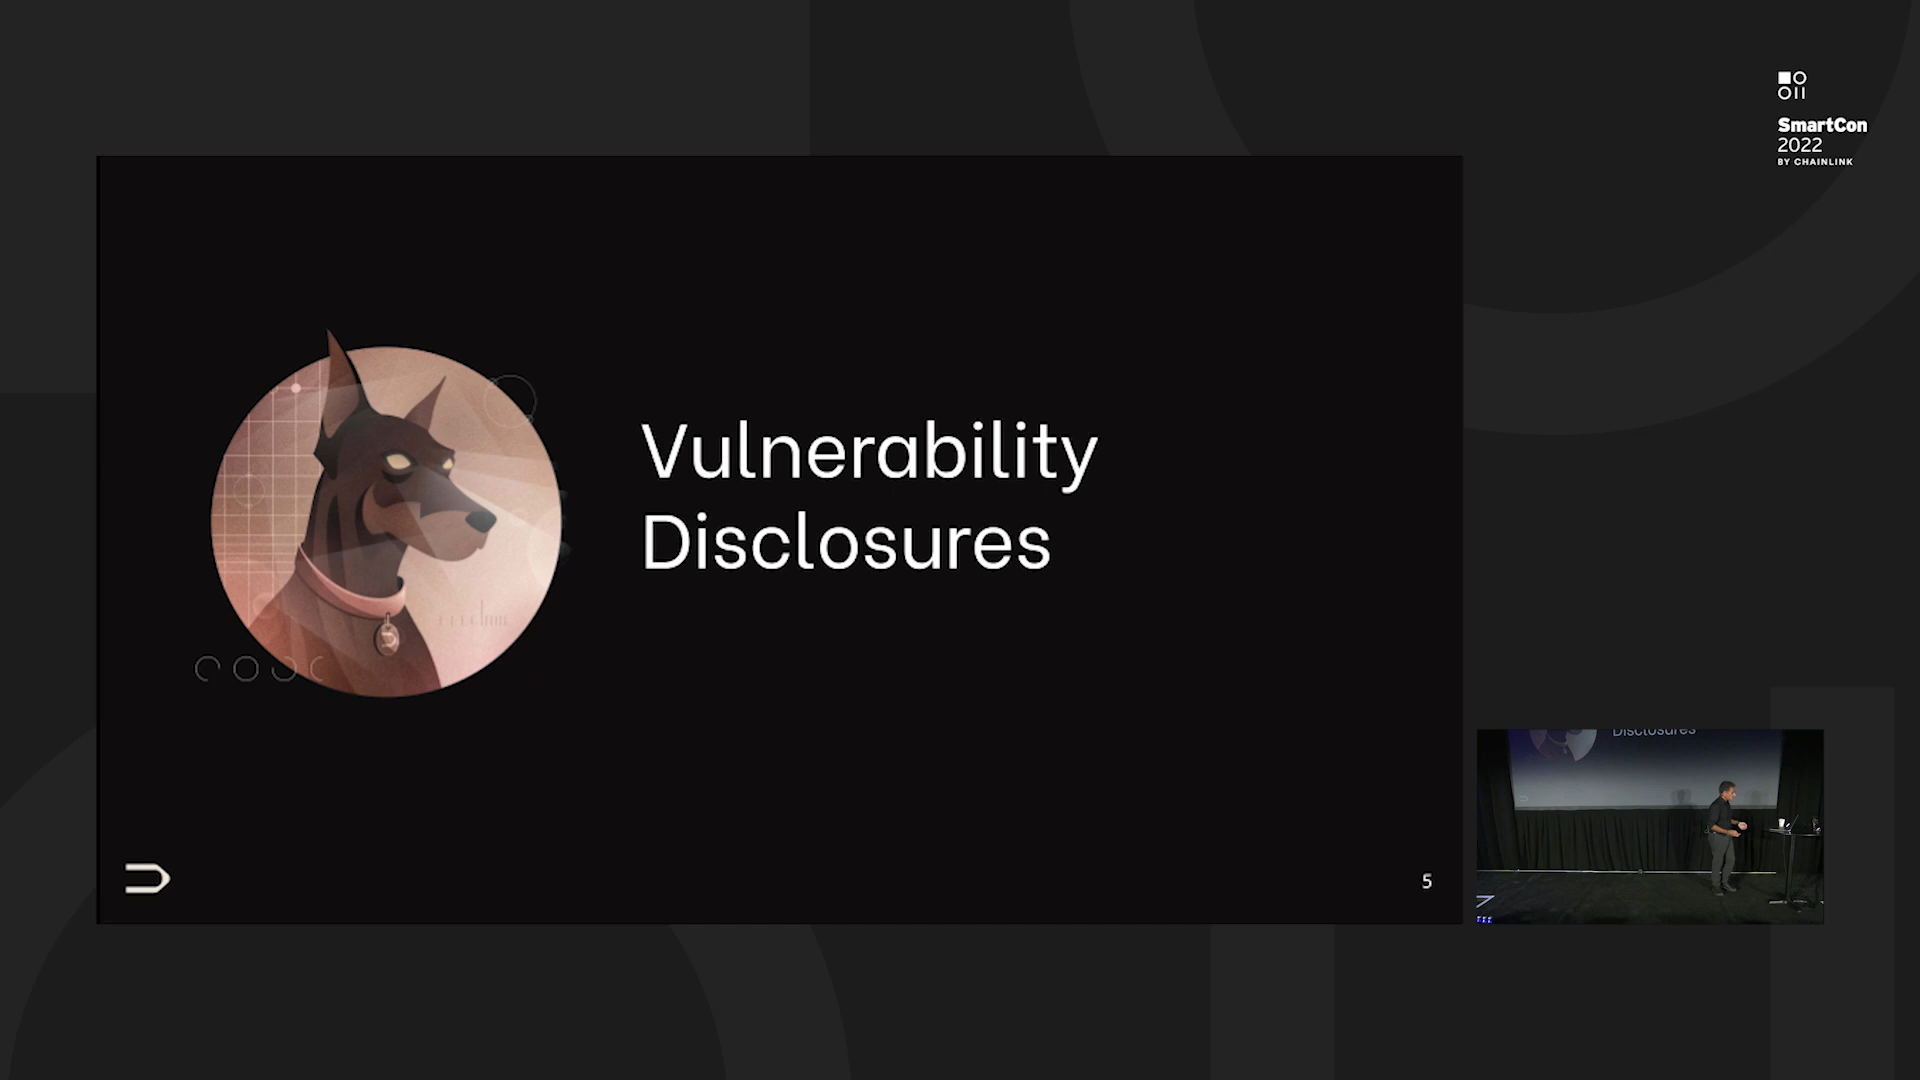 SmartCon
2022
BY CHAINLINK
Vulnerability
Disclosures
5
Disclosures